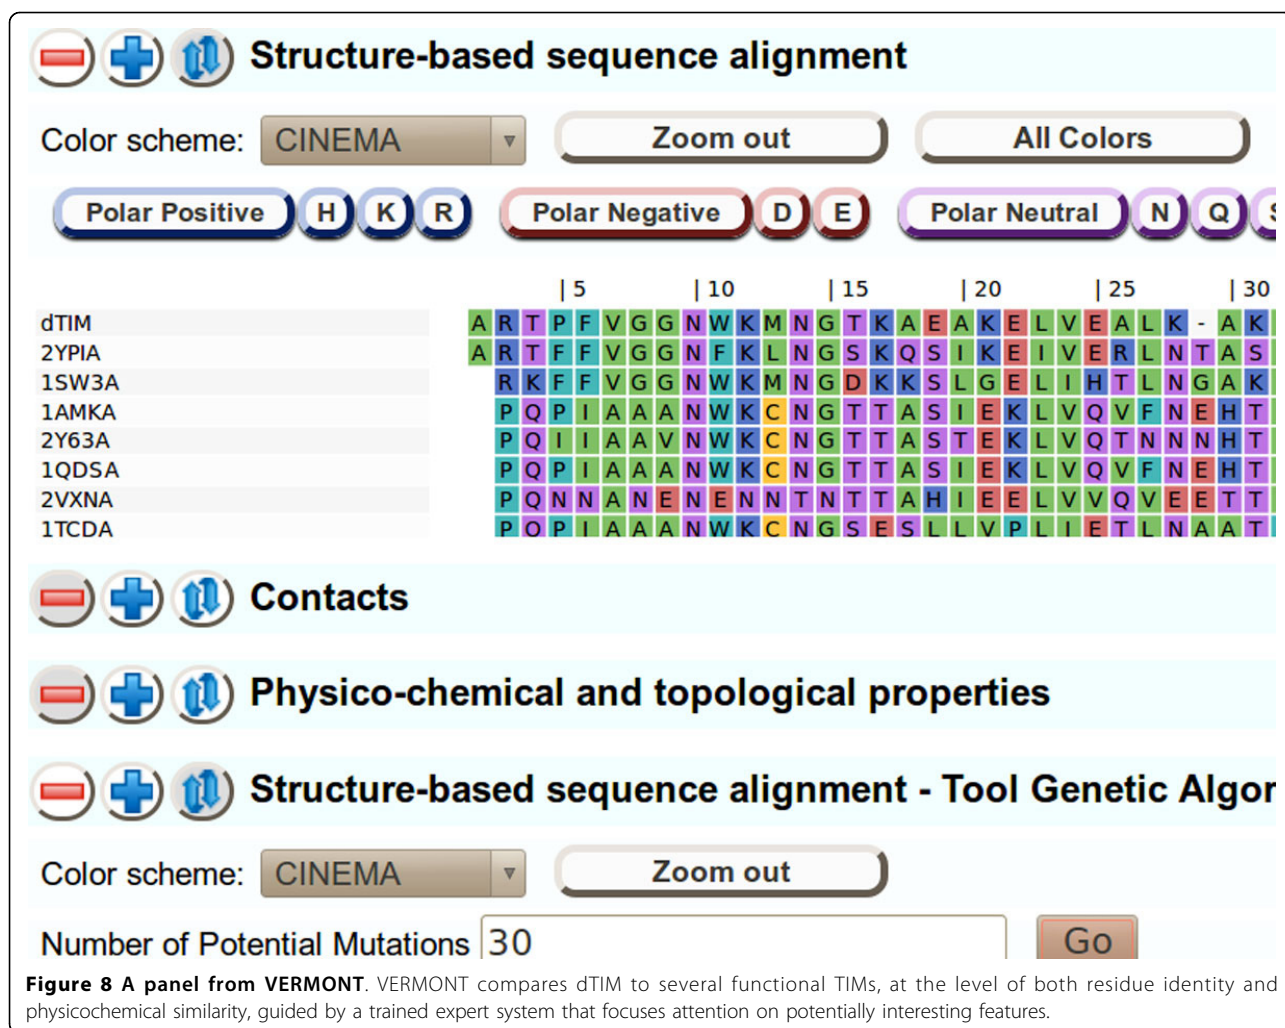 Structure-based sequence alignment
Color scheme: CINEMA Zoom out All Colors
Polar Positive H K R Polar Negative D E Polar Neutral N Q S
| 5 | 10 | 15 | 20 | 25 | 30
dTIM A R T P F V G G N W K M N G T K A E A K E L V E A L K - A K
2YPIA A R T F F V G G N F K L N G S K Q S I K E I V E R L N T A S
1SW3A R K F F V G G N W K M N G D K K S L G E L I H T L N G A K
1AMKA P Q P I A A A N W K C N G T T A S I E K L V Q V F N E H T
2Y63A P Q I I A A V N W K C N G T T A S T E K L V Q T N N N H T
1QDSA P Q P I A A A N W K C N G T T A S I E K L V Q V F N E H T
2VXNA P Q N N A N E N E N N T N T T A H I E E L V V Q V E E T T
1TCDA P Q P I A A A N W K C N G S E S L L V P L I E T L N A A T
Contacts
Physico-chemical and topological properties
Structure-based sequence alignment - Tool Genetic Algor
Color scheme: CINEMA Zoom out
Number of Potential Mutations 30 Go
Figure 8 A panel from VERMONT. VERMONT compares dTIM to several functional TIMs, at the level of both residue identity and
physicochemical similarity, guided by a trained expert system that focuses attention on potentially interesting features.